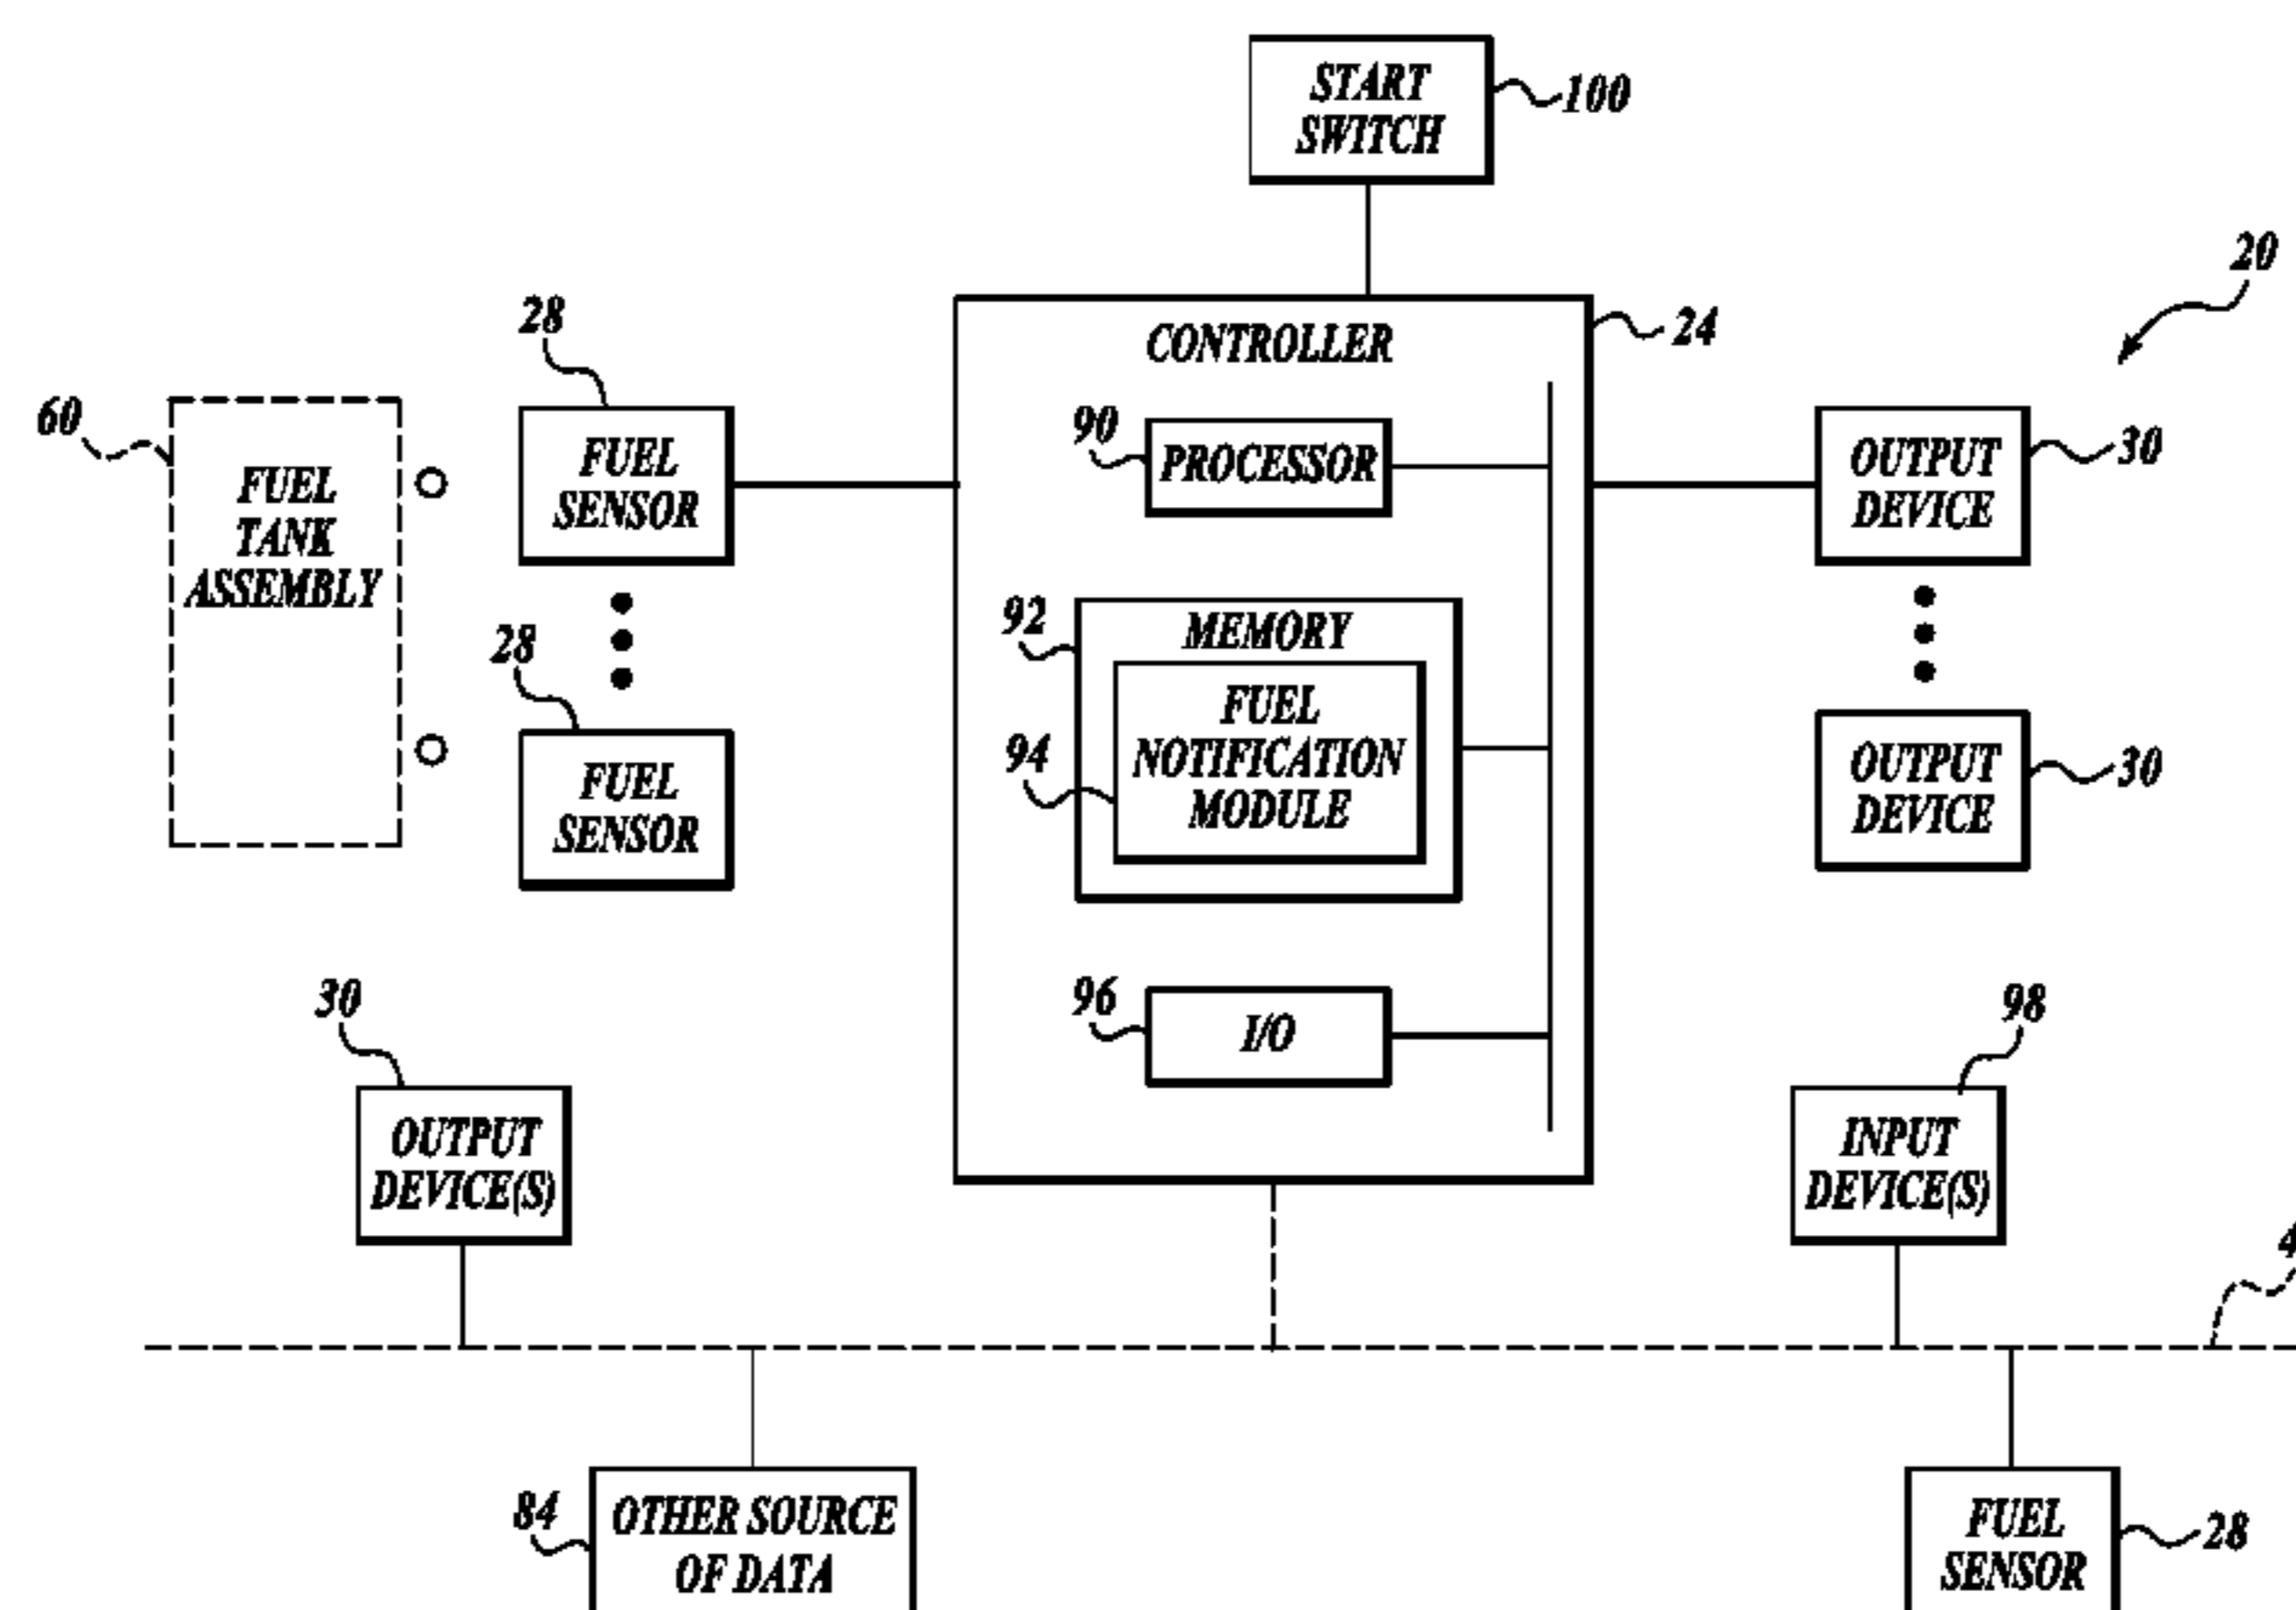 START
SWITCH
100
20
28
CONTROLLER
24
60
FUEL
TANK
ASSEMBLY
FUEL
SENSOR
90
PROCESSOR
OUTPUT
DEVICE
30
28
92
MEMORY
94
FUEL
NOTIFICATION
MODULE
FUEL
SENSOR
OUTPUT
DEVICE
30
30
96
I/O
98
OUTPUT
DEVICE(S)
INPUT
DEVICE(S)
84
OTHER SOURCE
OF DATA
FUEL
SENSOR
28